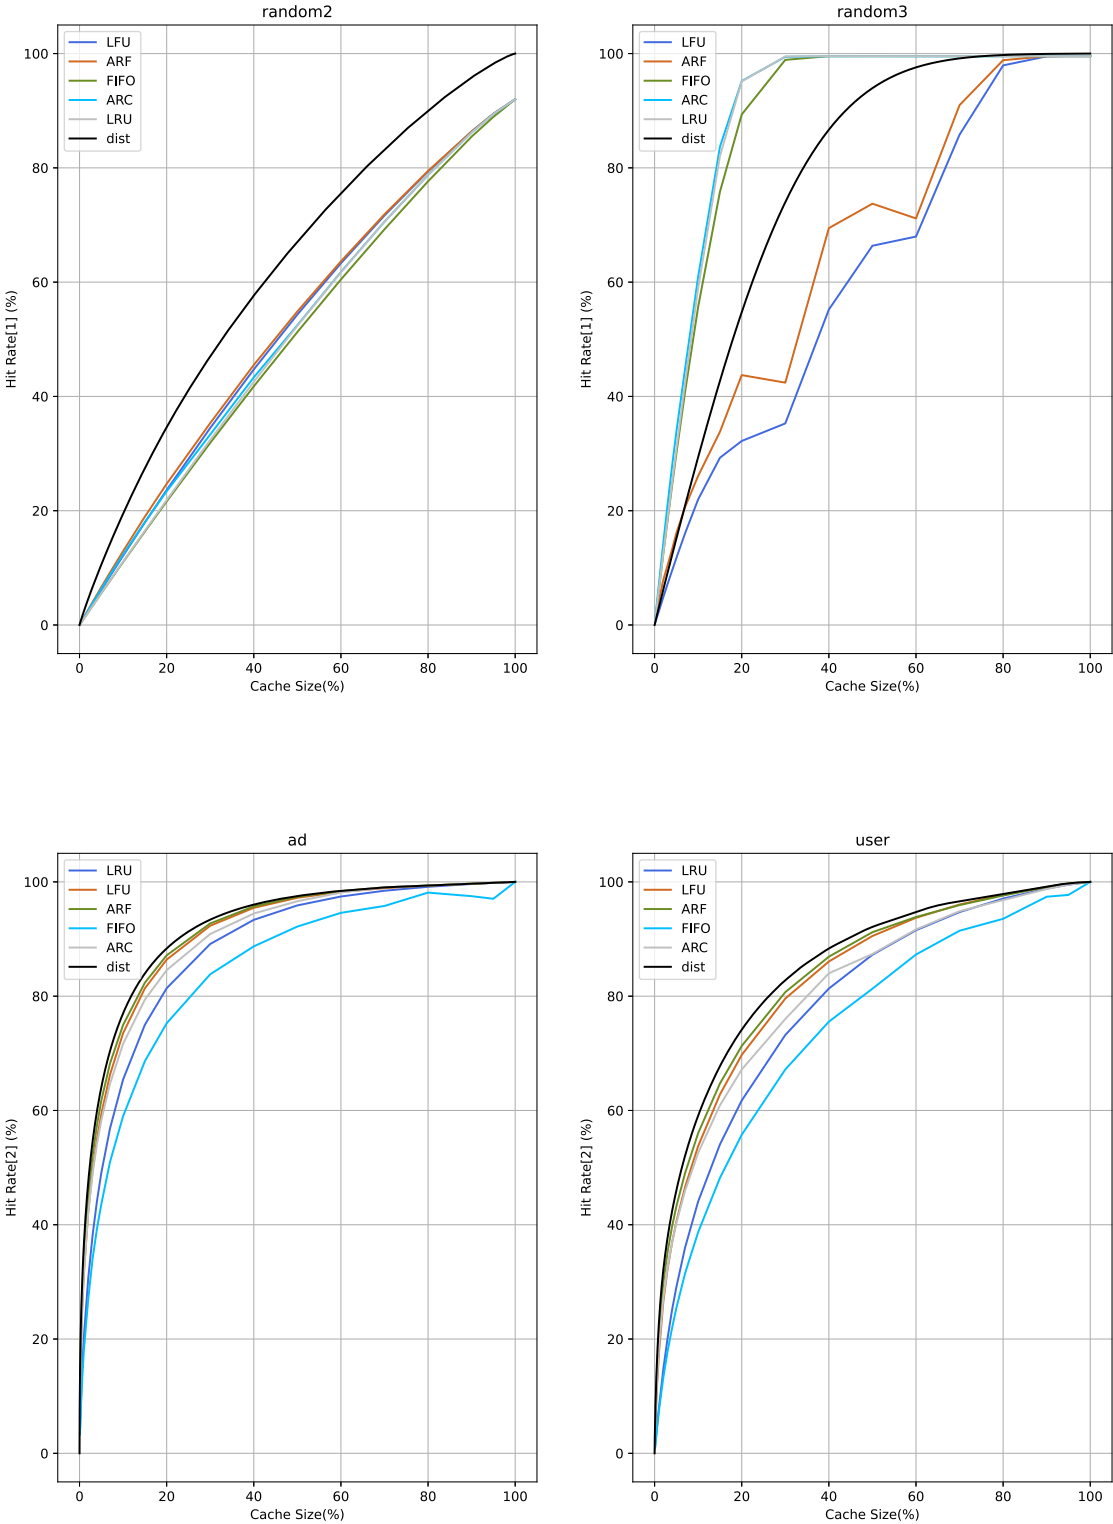 random2
LFU
ARF
FIFO
ARC
LRU
dist
100
80
60
40
20
0
Hit Rate[1] (%)
0 20 40 60 80 100
Cache Size(%)
random3
LFU
ARF
FIFO
ARC
LRU
dist
100
80
60
40
20
0
Hit Rate[1] (%)
0 20 40 60 80 100
Cache Size(%)
ad
LRU
LFU
ARF
FIFO
ARC
dist
100
80
60
40
20
0
Hit Rate[2] (%)
0 20 40 60 80 100
Cache Size(%)
user
LRU
LFU
ARF
FIFO
ARC
dist
100
80
60
40
20
0
Hit Rate[2] (%)
0 20 40 60 80 100
Cache Size(%)